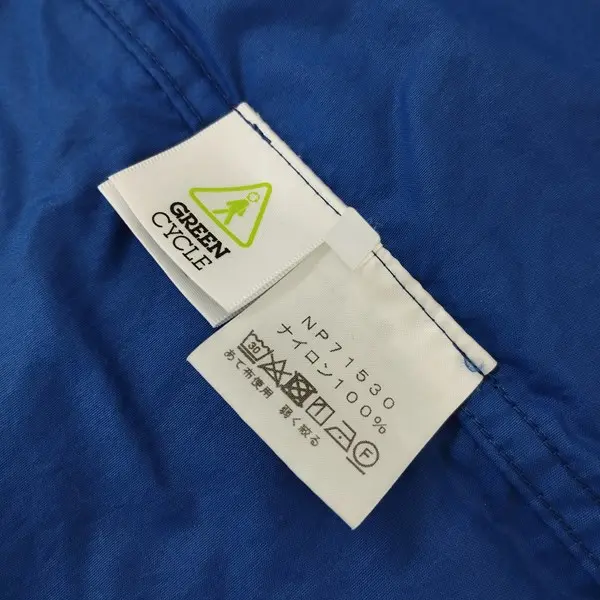 GREEN
CYCLE
NP71530
ナイロン100%
30 F
あて布使用 弱く絞る